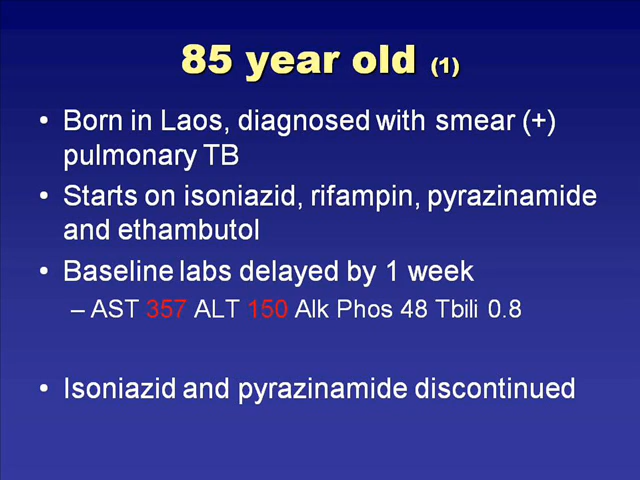 85 year old (1)
• Born in Laos, diagnosed with smear (+)
pulmonary TB
• Starts on isoniazid, rifampin, pyrazinamide
and ethambutol
• Baseline labs delayed by 1 week
– AST 357 ALT 150 Alk Phos 48 Tbili 0.8
• Isoniazid and pyrazinamide discontinued